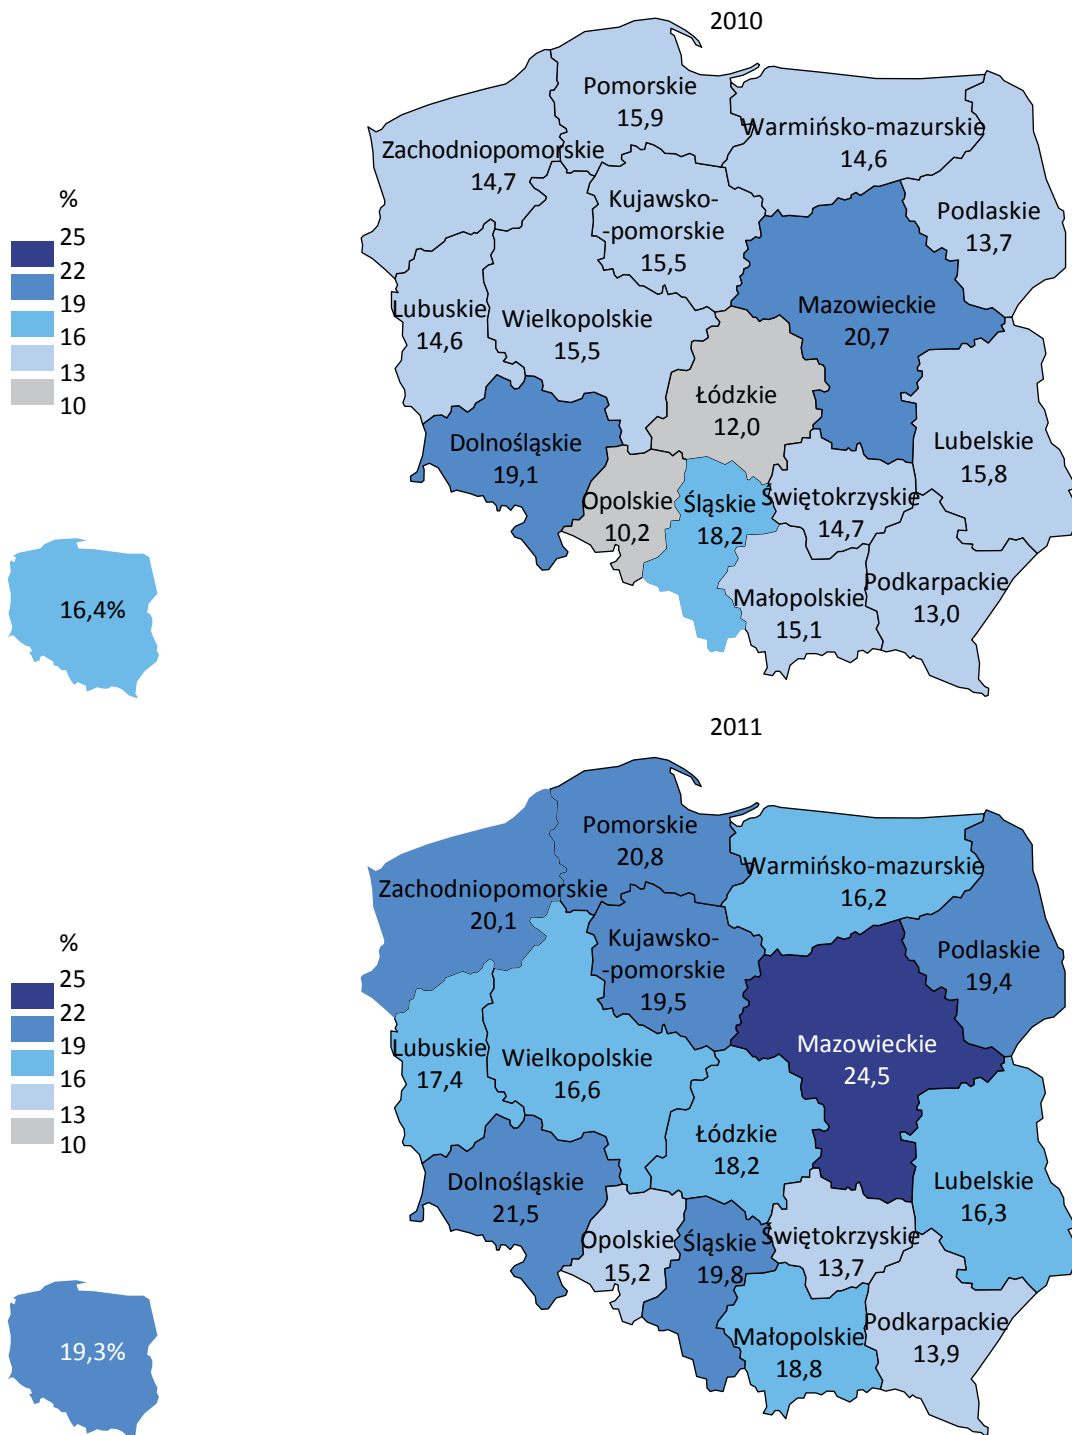 2010
Pomorskie
15,9
Warmińsko-mazurskie
14,6
Zachodniopomorskie
14,7
Kujawsko-
-pomorskie
15,5
Podlaskie
13,7
%
25
22
19
16
13
10
Lubuskie
14,6
Wielkopolskie
15,5
Mazowieckie
20,7
Łódzkie
12,0
Dolnośląskie
19,1
Lubelskie
15,8
Opolskie
10,2
Śląskie
18,2
Świętokrzyskie
14,7
Małopolskie
15,1
Podkarpackie
13,0
16,4%
2011
Pomorskie
20,8
Warmińsko-mazurskie
16,2
Zachodniopomorskie
20,1
Kujawsko-
-pomorskie
19,5
Podlaskie
19,4
%
25
22
19
16
13
10
Lubuskie
17,4
Wielkopolskie
16,6
Mazowieckie
24,5
Łódzkie
18,2
Dolnośląskie
21,5
Lubelskie
16,3
Opolskie
15,2
Śląskie
19,8
Świętokrzyskie
13,7
Małopolskie
18,8
Podkarpackie
13,9
19,3%